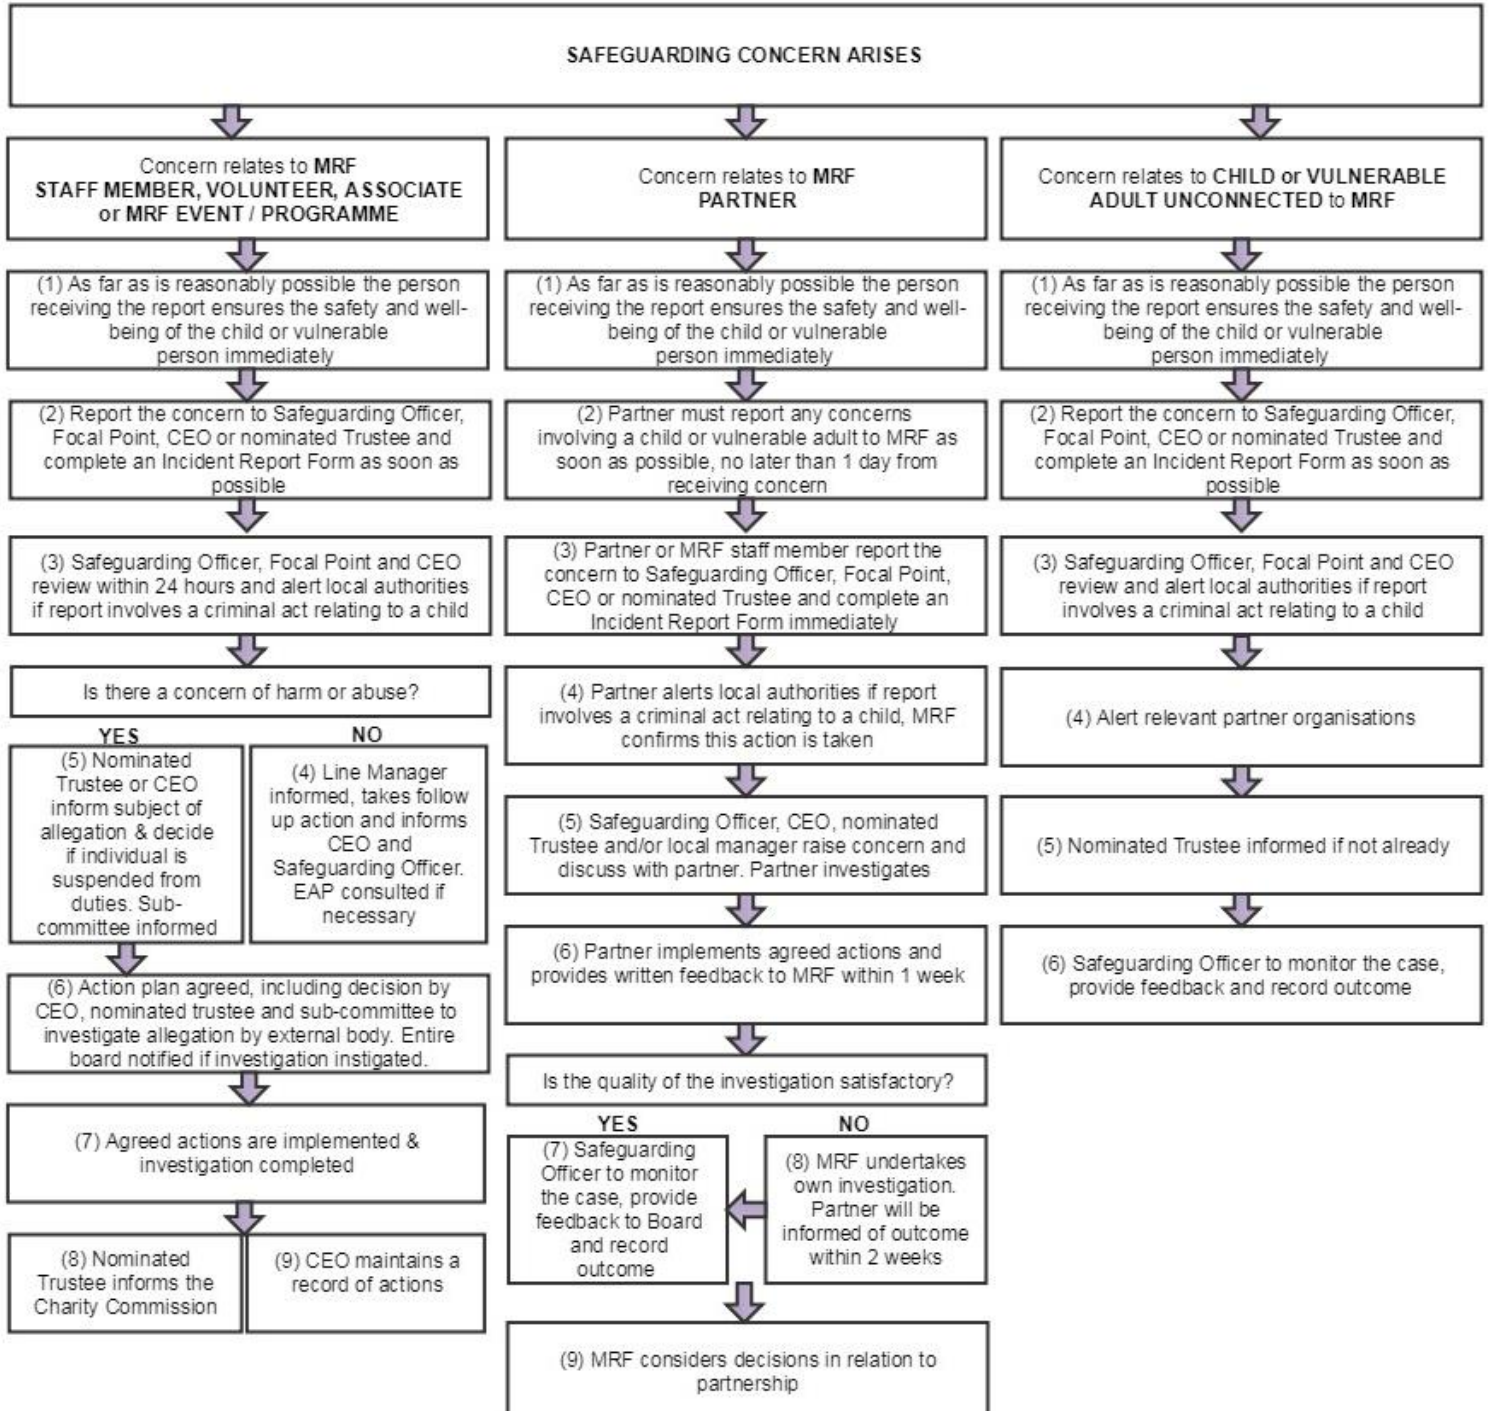 SAFEGUARDING CONCERN ARISES
Concern relates to MRF
STAFF MEMBER, VOLUNTEER, ASSOCIATE
or MRF EVENT / PROGRAMME
(1) As far as is reasonably possible the person
receiving the report ensures the safety and well-
being of the child or vulnerable
person immediately
(2) Report the concern to Safeguarding Officer,
Focal Point, CEO or nominated Trustee and
complete an Incident Report Form as soon as
possible
(3) Safeguarding Officer, Focal Point and CEO
review within 24 hours and alert local authorities
if report involves a criminal act relating to a child
Is there a concern of harm or abuse?
YES
(5) Nominated
Trustee or CEO
inform subject of
allegation & decide
if individual is
suspended from
duties. Sub-
committee informed
NO
(4) Line Manager
informed, takes follow
up action and informs
CEO and
Safeguarding Officer.
EAP consulted if
necessary
(6) Action plan agreed, including decision by
CEO, nominated trustee and sub-committee to
investigate allegation by external body. Entire
board notified if investigation instigated.
(7) Agreed actions are implemented &
investigation completed
(8) Nominated
Trustee informs the
Charity Commission
(9) CEO maintains a
record of actions
Concern relates to MRF
PARTNER
(1) As far as is reasonably possible the person
receiving the report ensures the safety and well-
being of the child or vulnerable
person immediately
(2) Partner must report any concerns
involving a child or vulnerable adult to MRF as
soon as possible, no later than 1 day from
receiving concern
(3) Partner or MRF staff member report the
concern to Safeguarding Officer, Focal Point,
CEO or nominated Trustee and complete an
Incident Report Form immediately
(4) Partner alerts local authorities if report
involves a criminal act relating to a child, MRF
confirms this action is taken
(5) Safeguarding Officer, CEO, nominated
Trustee and/or local manager raise concern and
discuss with partner. Partner investigates
(6) Partner implements agreed actions and
provides written feedback to MRF within 1 week
Is the quality of the investigation satisfactory?
YES
(7) Safeguarding
Officer to monitor
the case, provide
feedback to Board
and record
outcome
NO
(8) MRF undertakes
own investigation.
Partner will be
informed of outcome
within 2 weeks
(9) MRF considers decisions in relation to
partnership
Concern relates to CHILD or VULNERABLE
ADULT UNCONNECTED to MRF
(1) As far as is reasonably possible the person
receiving the report ensures the safety and well-
being of the child or vulnerable
person immediately
(2) Report the concern to Safeguarding Officer,
Focal Point, CEO or nominated Trustee and
complete an Incident Report Form as soon as
possible
(3) Safeguarding Officer, Focal Point and CEO
review and alert local authorities if report
involves a criminal act relating to a child
(4) Alert relevant partner organisations
(5) Nominated Trustee informed if not already
(6) Safeguarding Officer to monitor the case,
provide feedback and record outcome